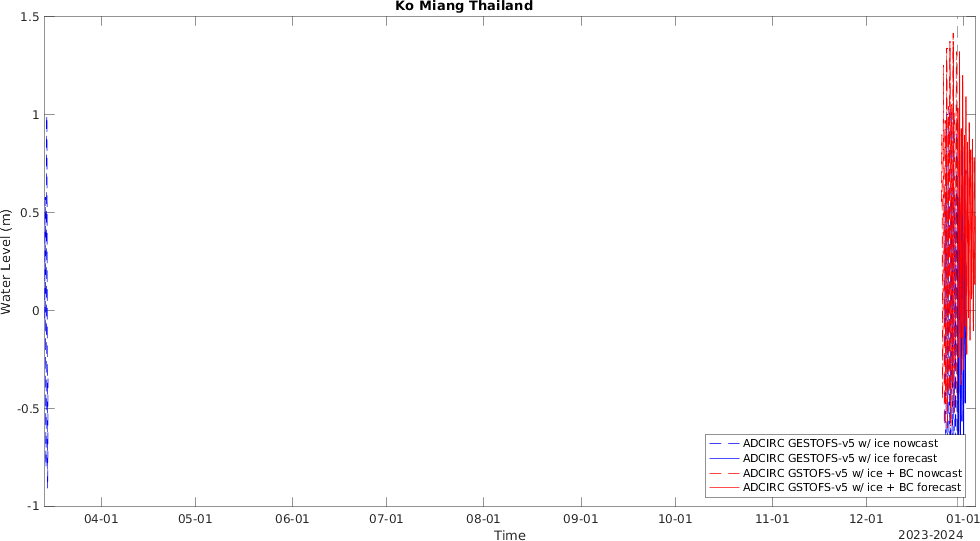 Ko Miang Thailand
1.5
1
0.5
0
-0.5
-1
Water Level (m)
04-01
05-01
06-01
07-01
08-01
09-01
10-01
11-01
12-01
01-01
Time
2023-2024
ADCIRC GESTOFS-v5 w/ ice nowcast
ADCIRC GESTOFS-v5 w/ ice forecast
ADCIRC GSTOFS-v5 w/ ice + BC nowcast
ADCIRC GSTOFS-v5 w/ ice + BC forecast